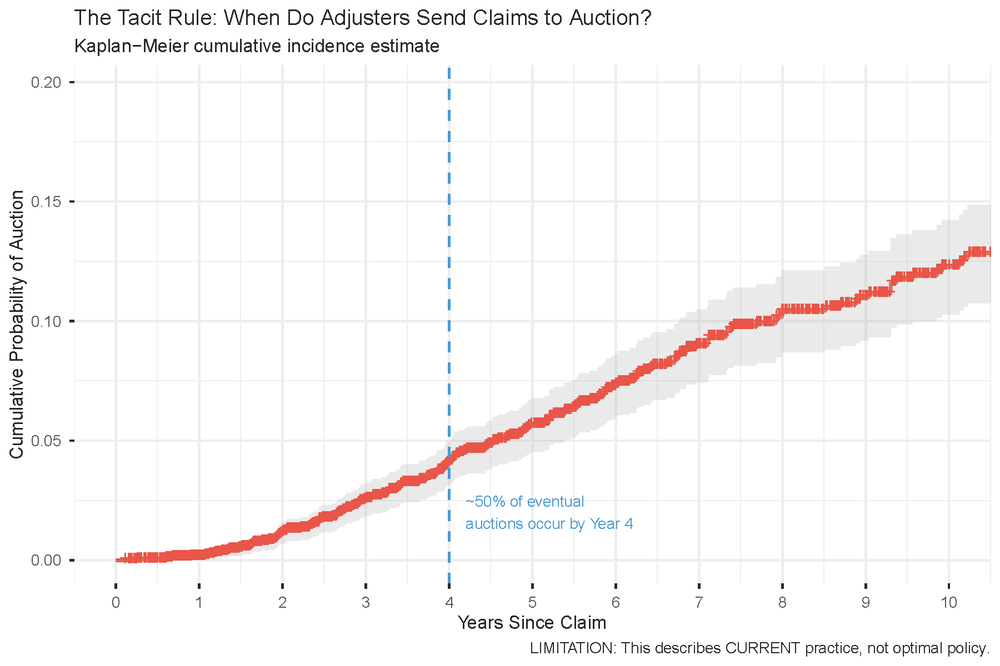 The Tacit Rule: When Do Adjusters Send Claims to Auction?
Kaplan−Meier cumulative incidence estimate
0.20
0.15
0.10
0.05
0.00
Cumulative Probability of Auction
~50% of eventual
auctions occur by Year 4
0 1 2 3 4 5 6 7 8 9 10
Years Since Claim
LIMITATION: This describes CURRENT practice, not optimal policy.